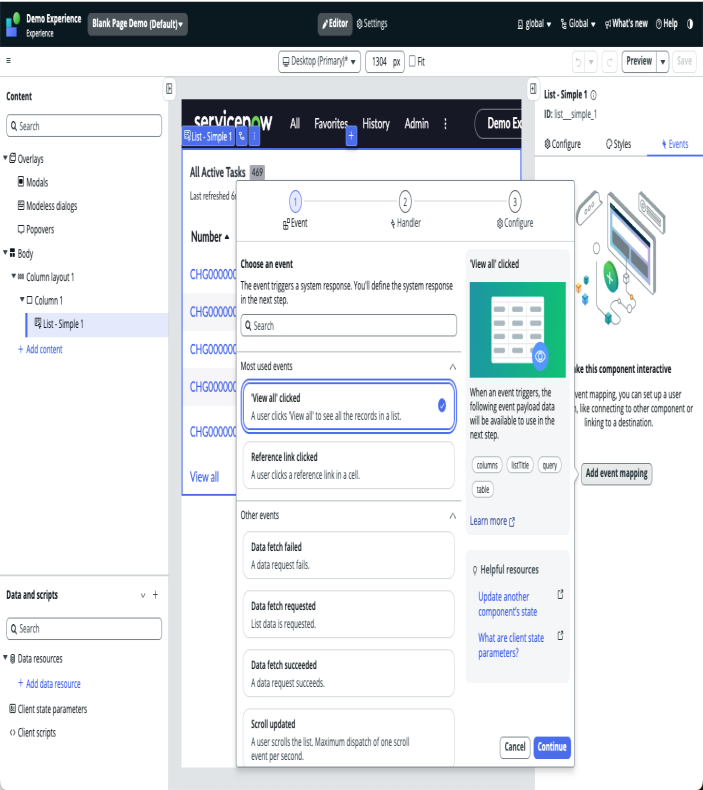 Demo Experience
Experience
Blank Page Demo (Default)
Editor
Settings
global
Global
What's new
Help
Desktop (Primary)*
1304 px
Fit
Preview
Save
Content
Search
Overlays
Modals
Modeless dialogs
Popovers
Body
Column layout 1
Column 1
List - Simple 1
+ Add content
Data and scripts
Search
Data resources
+ Add data resource
Client state parameters
Client scripts
servicenow
All
Favorites
History
Admin
Demo Ex
List - Simple 1
All Active Tasks 469
Last refreshed
Number
CHG000000
CHG000000
CHG000000
CHG000000
CHG000000
View all
1
2
3
Event
Handler
Configure
Choose an event
The event triggers a system response. You'll define the system response
in the next step.
Search
Most used events
'View all' clicked
A user clicks 'View all' to see all the records in a list.
Reference link clicked
A user clicks a reference link in a cell.
Other events
Data fetch failed
A data request fails.
Data fetch requested
List data is requested.
Data fetch succeeded
A data request succeeds.
Scroll updated
A user scrolls the list. Maximum dispatch of one scroll
event per second.
'View all' clicked
When an event triggers, the
following event payload data
will be available to use in the
next step.
columns
listTitle
query
table
Learn more
Helpful resources
Update another
component's state
What are client state
parameters?
Cancel
Continue
List - Simple 1
ID: list__simple_1
Configure
Styles
Events
ke this component interactive
vent mapping, you can set up a user
, like connecting to other component or
linking to a destination.
Add event mapping